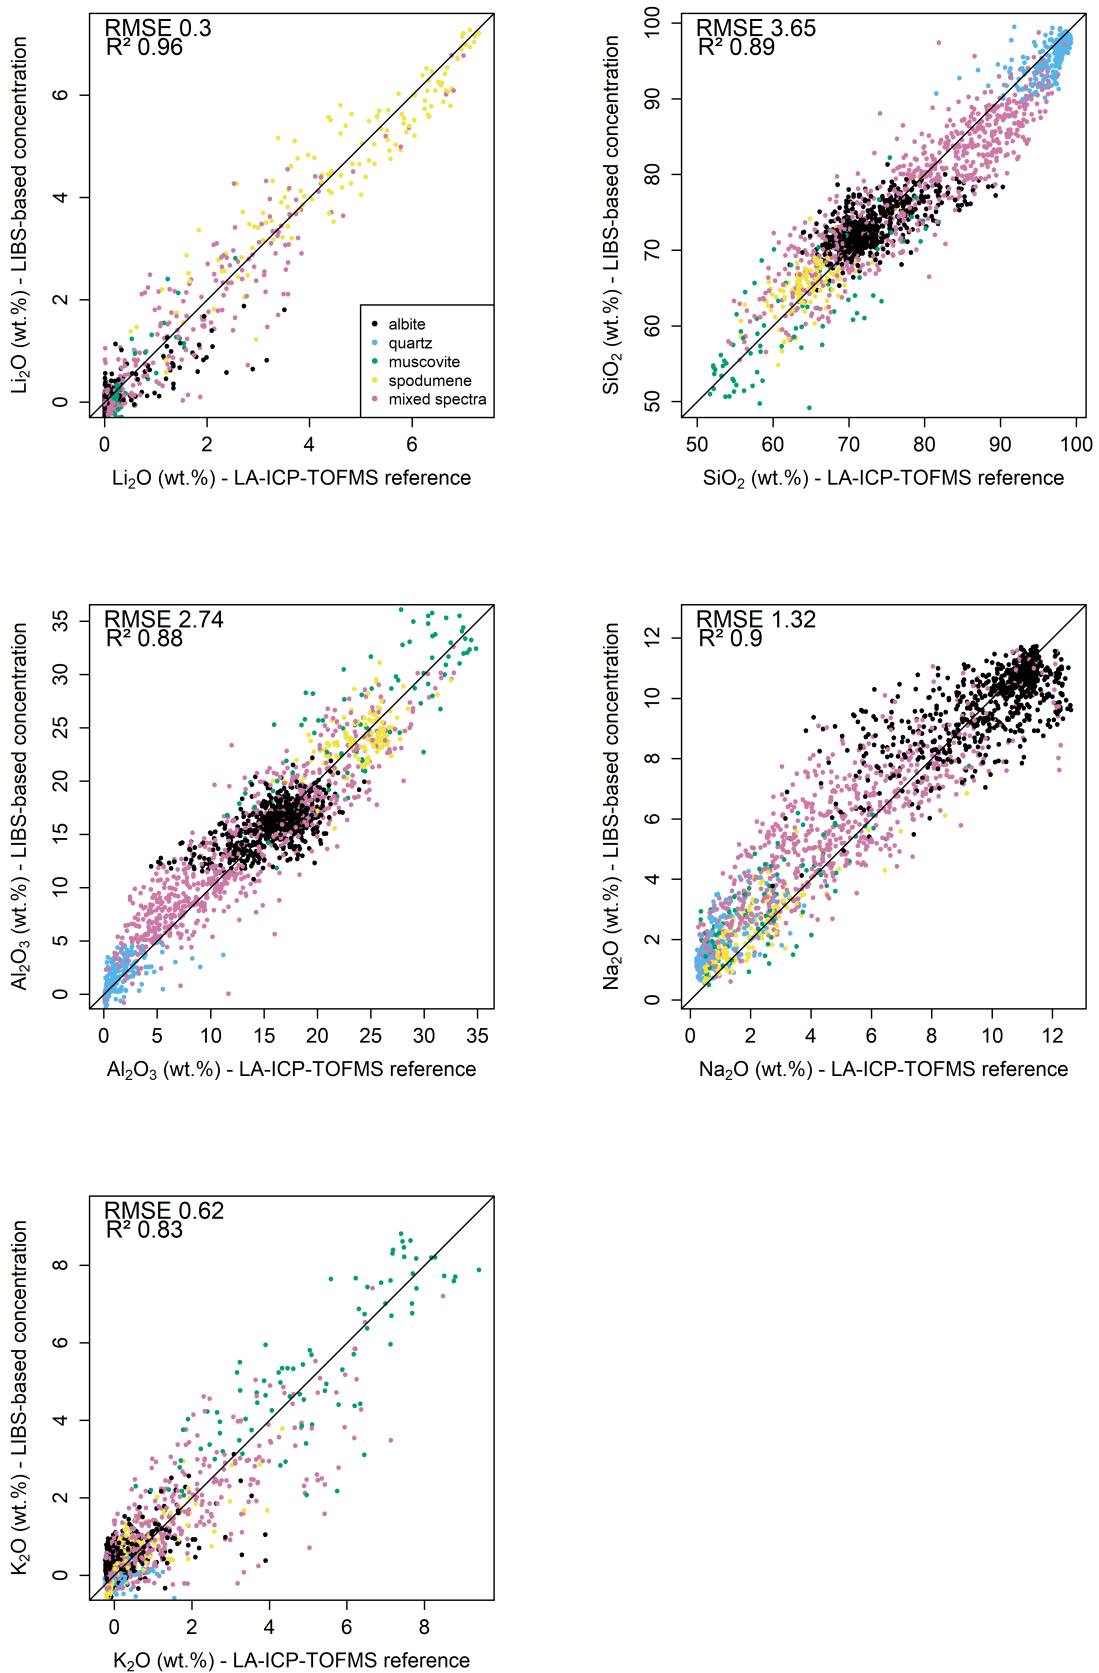 RMSE 0.3
R² 0.96
Li₂O (wt.%) - LIBS-based concentration
0
2
4
6
albite
quartz
muscovite
spodumene
mixed spectra
0 2 4 6
Li₂O (wt.%) - LA-ICP-TOFMS reference
RMSE 3.65
R² 0.89
SiO₂ (wt.%) - LIBS-based concentration
50
60
70
80
90
100
50 60 70 80 90 100
SiO₂ (wt.%) - LA-ICP-TOFMS reference
RMSE 2.74
R² 0.88
Al₂O₃ (wt.%) - LIBS-based concentration
0
5
10
15
20
25
30
35
0 5 10 15 20 25 30 35
Al₂O₃ (wt.%) - LA-ICP-TOFMS reference
RMSE 1.32
R² 0.9
Na₂O (wt.%) - LIBS-based concentration
0
2
4
6
8
10
12
0 2 4 6 8 10 12
Na₂O (wt.%) - LA-ICP-TOFMS reference
RMSE 0.62
R² 0.83
K₂O (wt.%) - LIBS-based concentration
0
2
4
6
8
0 2 4 6 8
K₂O (wt.%) - LA-ICP-TOFMS reference